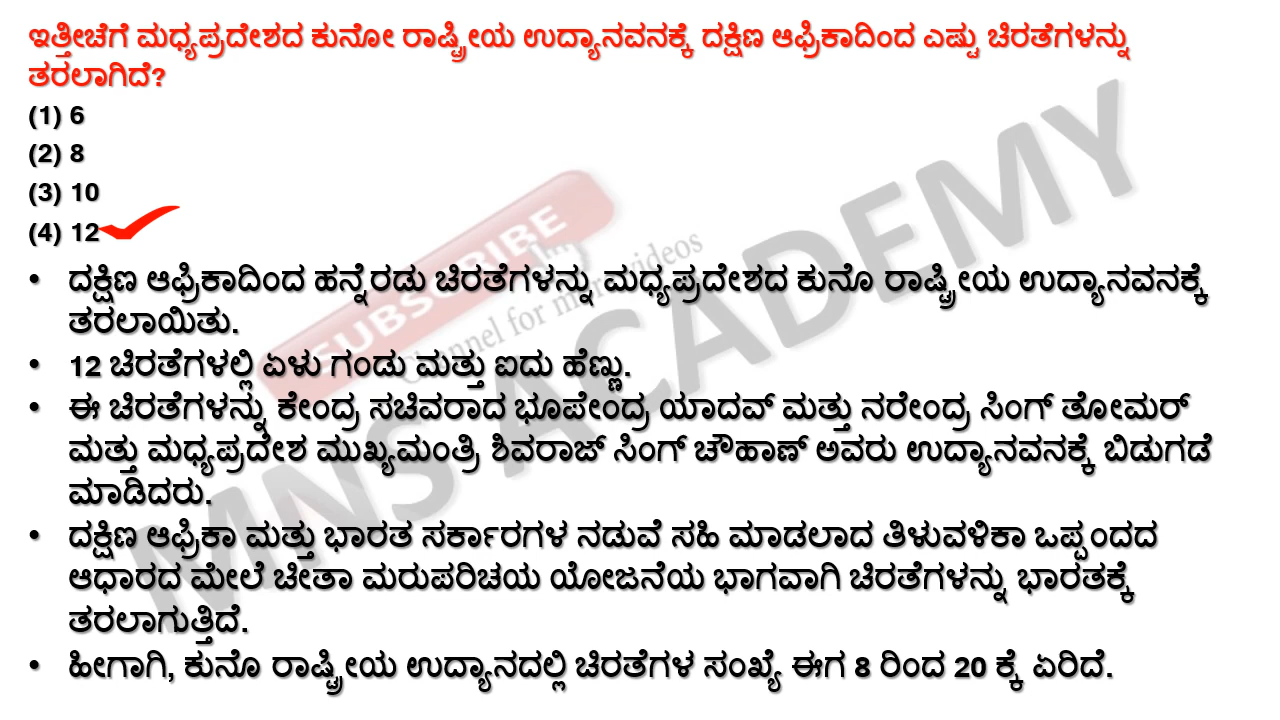 ಇತ್ತೀಚೆಗೆ ಮಧ್ಯಪ್ರದೇಶದ ಕುನೋ ರಾಷ್ಟ್ರೀಯ ಉದ್ಯಾನವನಕ್ಕೆ ದಕ್ಷಿಣ ಆಫ್ರಿಕಾದಿಂದ ಎಷ್ಟು ಚಿರತೆಗಳನ್ನು
ತರಲಾಗಿದೆ?
(1) 6
(2) 8
(3) 10
(4) 12
• ದಕ್ಷಿಣ ಆಫ್ರಿಕಾದಿಂದ ಹನ್ನೆರಡು ಚಿರತೆಗಳನ್ನು ಮಧ್ಯಪ್ರದೇಶದ ಕುನೊ ರಾಷ್ಟ್ರೀಯ ಉದ್ಯಾನವನಕ್ಕೆ
ತರಲಾಯಿತು.
• 12 ಚಿರತೆಗಳಲ್ಲಿ ಏಳು ಗಂಡು ಮತ್ತು ಐದು ಹೆಣ್ಣು.
• ಈ ಚಿರತೆಗಳನ್ನು ಕೇಂದ್ರ ಸಚಿವರಾದ ಭೂಪೇಂದ್ರ ಯಾದವ್ ಮತ್ತು ನರೇಂದ್ರ ಸಿಂಗ್ ತೋಮರ್
ಮತ್ತು ಮಧ್ಯಪ್ರದೇಶ ಮುಖ್ಯಮಂತ್ರಿ ಶಿವರಾಜ್ ಸಿಂಗ್ ಚೌಹಾಣ್ ಅವರು ಉದ್ಯಾನವನಕ್ಕೆ ಬಿಡುಗಡೆ
ಮಾಡಿದರು.
• ದಕ್ಷಿಣ ಆಫ್ರಿಕಾ ಮತ್ತು ಭಾರತ ಸರ್ಕಾರಗಳ ನಡುವೆ ಸಹಿ ಮಾಡಲಾದ ತಿಳುವಳಿಕಾ ಒಪ್ಪಂದದ
ಆಧಾರದ ಮೇಲೆ ಚೀತಾ ಮರುಪರಿಚಯ ಯೋಜನೆಯ ಭಾಗವಾಗಿ ಚಿರತೆಗಳನ್ನು ಭಾರತಕ್ಕೆ
ತರಲಾಗುತ್ತಿದೆ.
• ಹೀಗಾಗಿ, ಕುನೊ ರಾಷ್ಟ್ರೀಯ ಉದ್ಯಾನದಲ್ಲಿ ಚಿರತೆಗಳ ಸಂಖ್ಯೆ ಈಗ 8 ರಿಂದ 20 ಕ್ಕೆ ಏರಿದೆ.
SUBSCRIBE
Channel for more videos
MNS ACADEMY